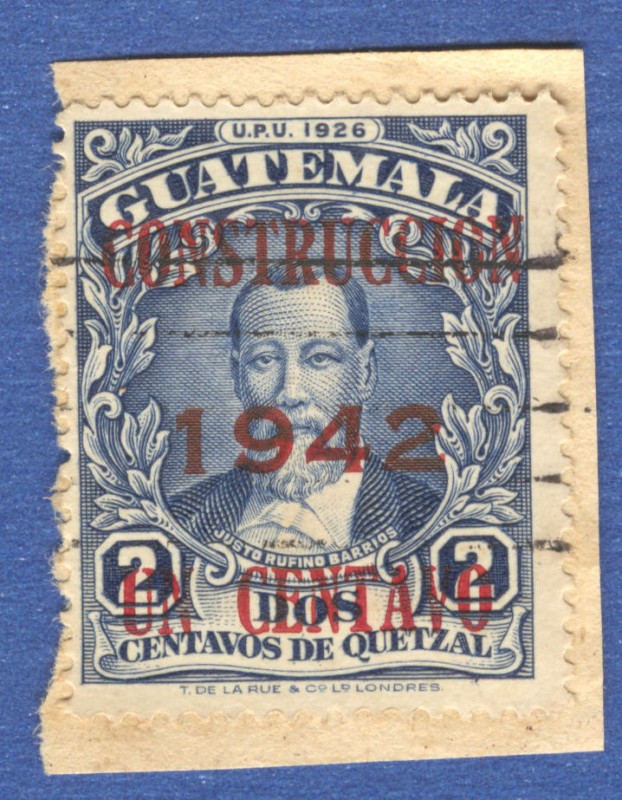 U.P.U. 1926
GUATEMALA
CONSTRUCCION
1942
JUSTO RUFINO BARRIOS
2 2
UN CENTAVO
DOS
CENTAVOS DE QUETZAL
T. DE LA RUE & Cº Lº LONDRES.